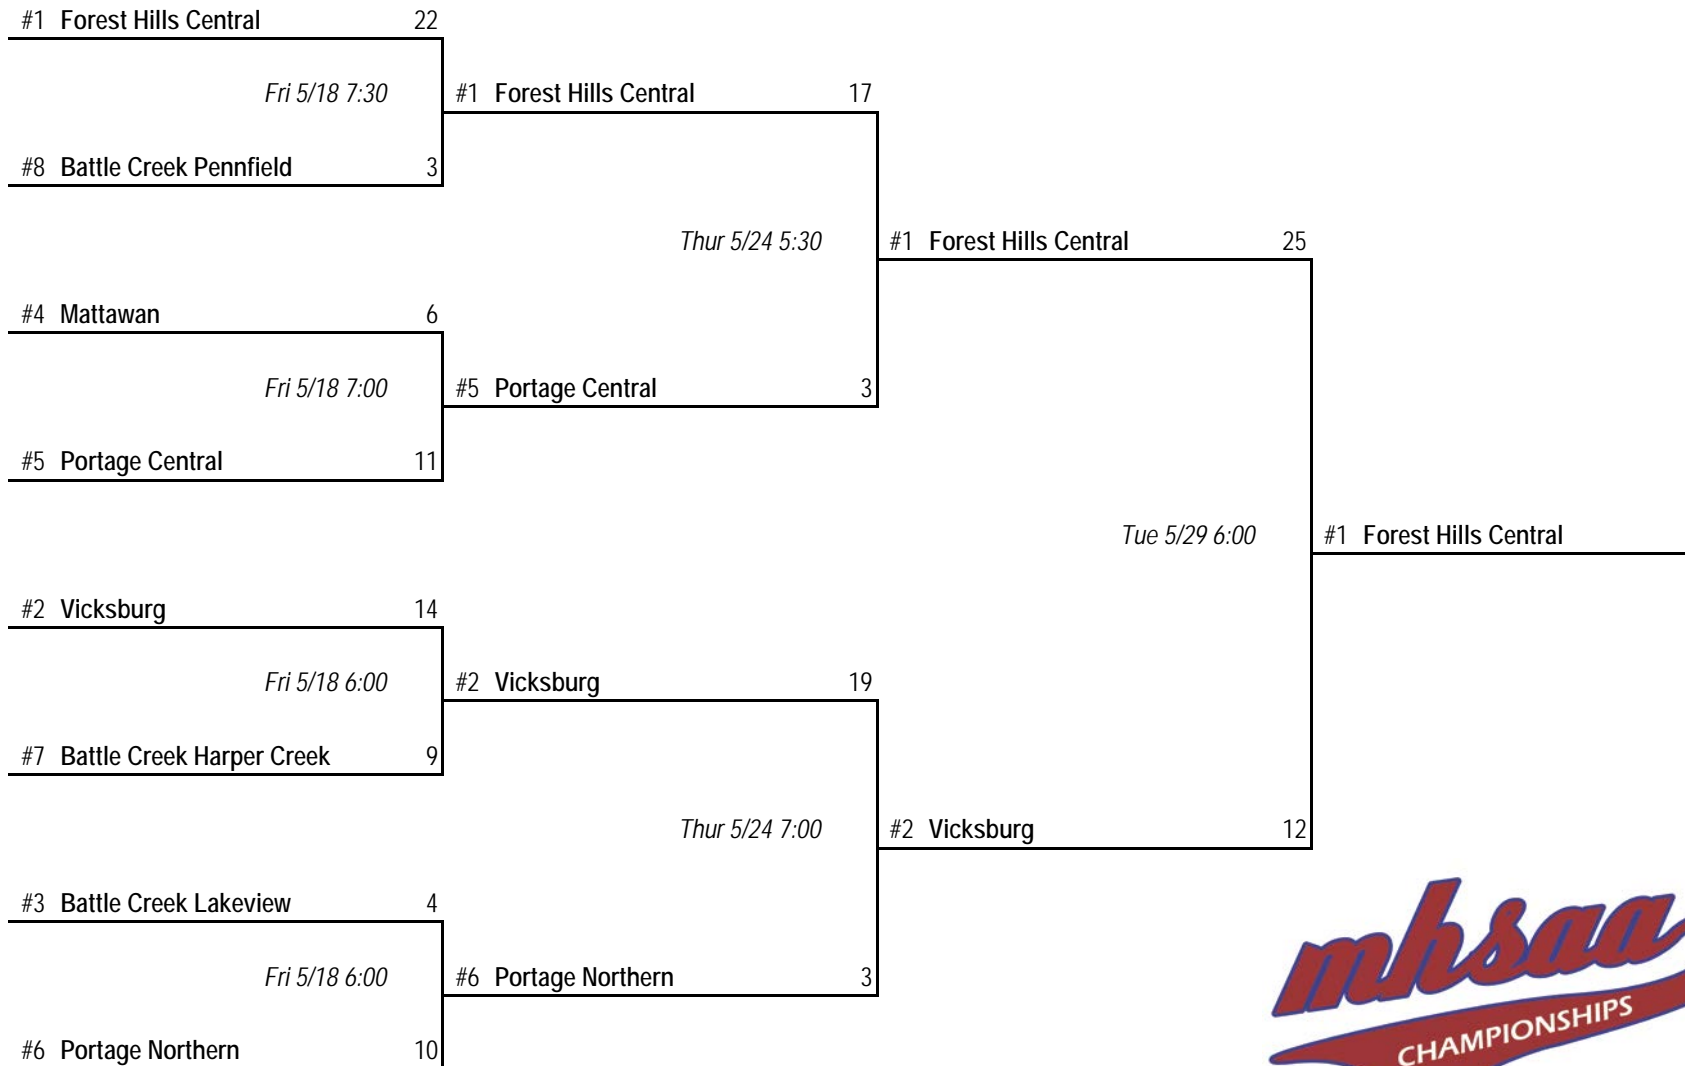 #1 Forest Hills Central 22
Fri 5/18 7:30 #1 Forest Hills Central 17
#8 Battle Creek Pennfield 3
Thur 5/24 5:30 #1 Forest Hills Central 25
#4 Mattawan 6
Fri 5/18 7:00 #5 Portage Central 3
#5 Portage Central 11
Tue 5/29 6:00 #1 Forest Hills Central
#2 Vicksburg 14
Fri 5/18 6:00 #2 Vicksburg 19
#7 Battle Creek Harper Creek 9
Thur 5/24 7:00 #2 Vicksburg 12
#3 Battle Creek Lakeview 4
Fri 5/18 6:00 #6 Portage Northern 3
#6 Portage Northern 10
mhsaa
CHAMPIONSHIPS